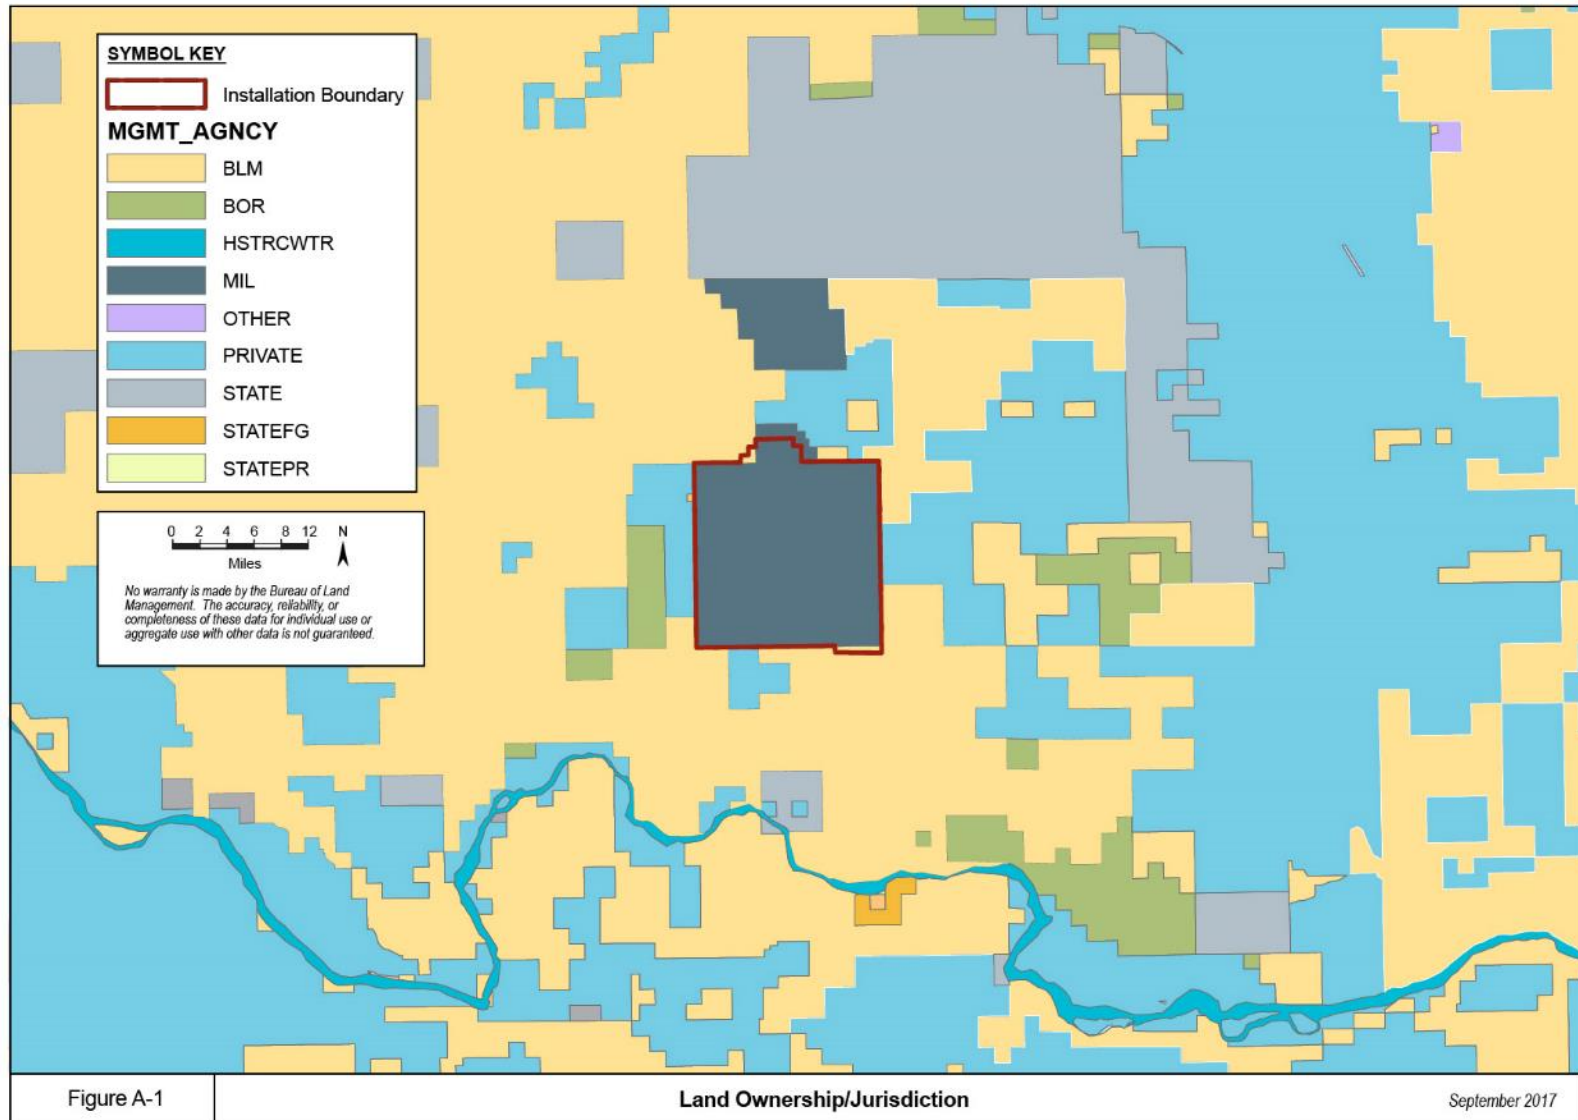 SYMBOL KEY
Installation Boundary
MGMT_AGNCY
BLM
BOR
HSTRCWTR
MIL
OTHER
PRIVATE
STATE
STATEFG
STATEPR
0 2 4 6 8 12 N
Miles
No warranty is made by the Bureau of Land
Management. The accuracy, reliability, or
completeness of these data for individual use or
aggregate use with other data is not guaranteed.
Figure A-1
Land Ownership/Jurisdiction
September 2017